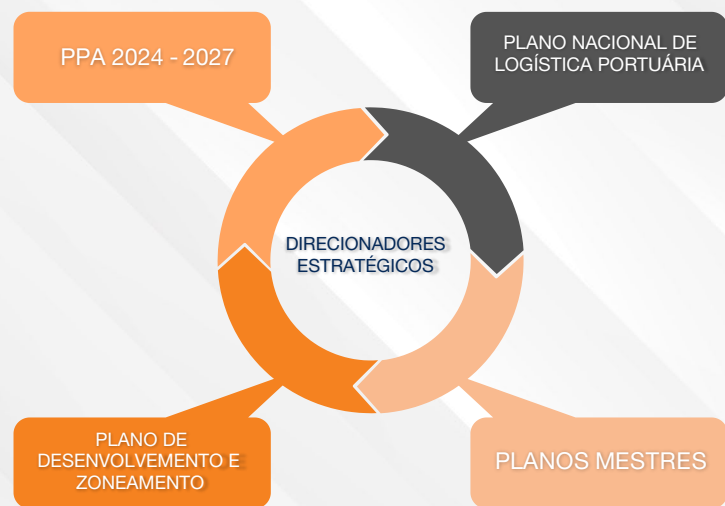 PPA 2024 - 2027
PLANO NACIONAL DE
LOGÍSTICA PORTUÁRIA
DIRECIONADORES
ESTRATÉGICOS
PLANO DE
DESENVOLVEMENTO E
ZONEAMENTO
PLANOS MESTRES